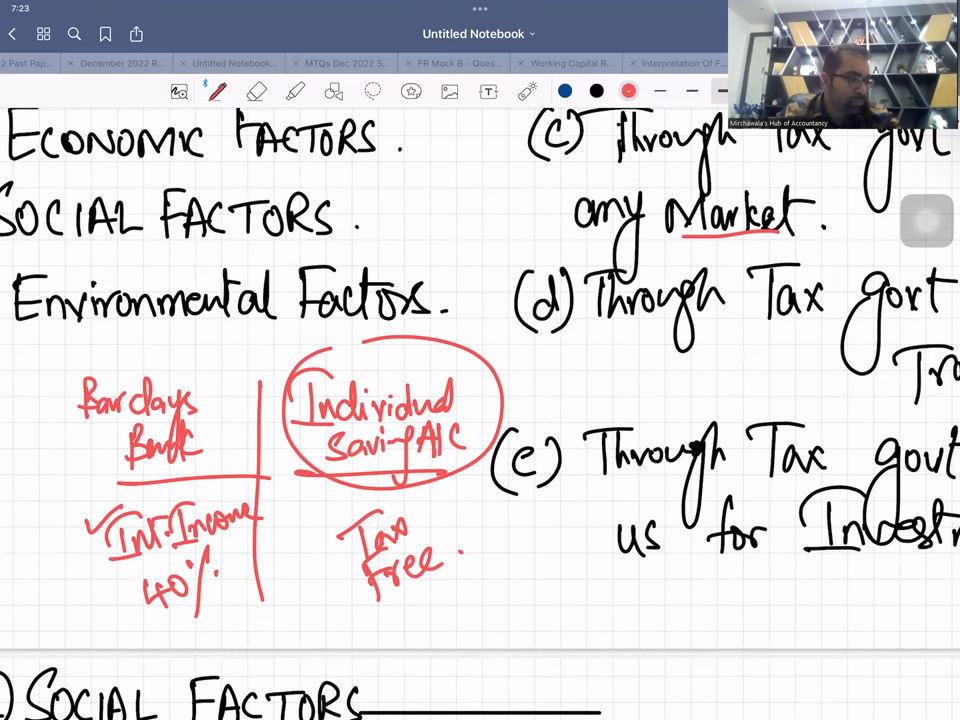 7:23
Untitled Notebook
2 Past Pap...
December 2022 R...
Untitled Notebook...
MTQs Dec 2022 S...
FR Mock B - Ques...
Working Capital R...
Interpretation Of F...
Mirchawala's Hub of Accountancy
ECONOMIC FACTORS.
SOCIAL FACTORS.
Environmental Factors.
Barclays
Bank
Individual
Saving A/C
✓ Int. Income
40%.
Tax
Free.
(c) Through Tax govt
any Market.
(d) Through Tax govt
Tra
(e) Through Tax govt
us for
) SOCIAL FACTORS